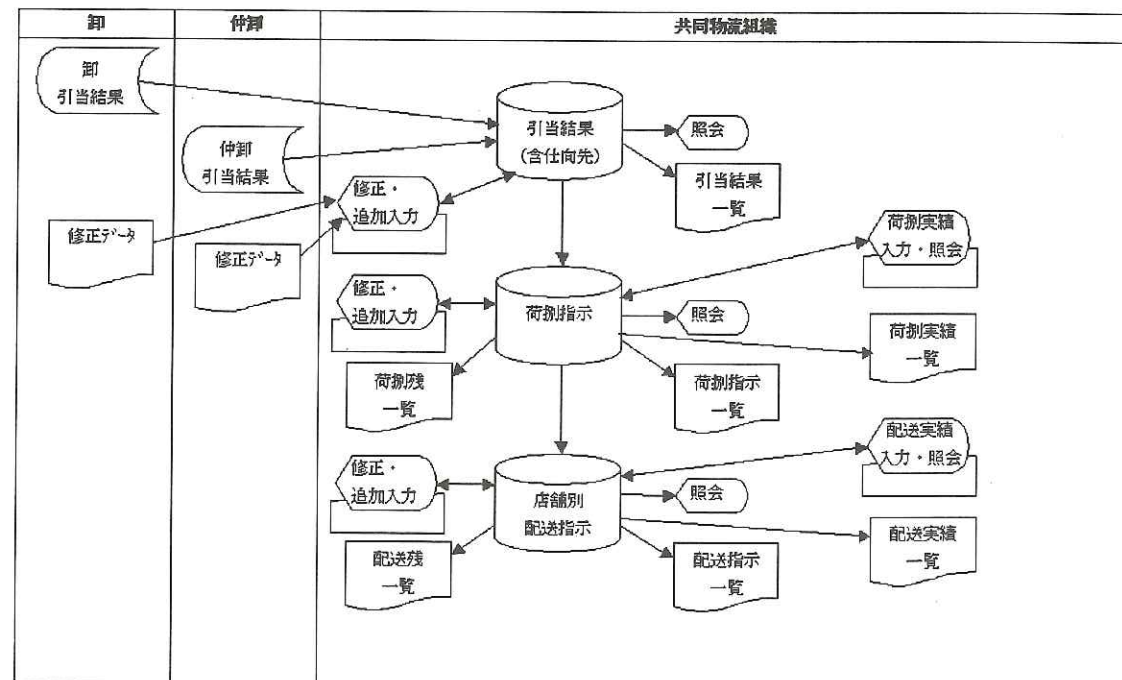 卸
仲卸
共同物流組織
卸
引当結果
引当結果
(含仕向先)
照会
仲卸
引当結果
修正・
追加入力
引当結果
一覧
修正データ
修正データ
荷捌実績
入力・照会
修正・
追加入力
荷捌指示
照会
荷捌実績
一覧
荷捌残
一覧
荷捌指示
一覧
配送実績
入力・照会
修正・
追加入力
店舗別
配送指示
照会
配送実績
一覧
配送残
一覧
配送指示
一覧